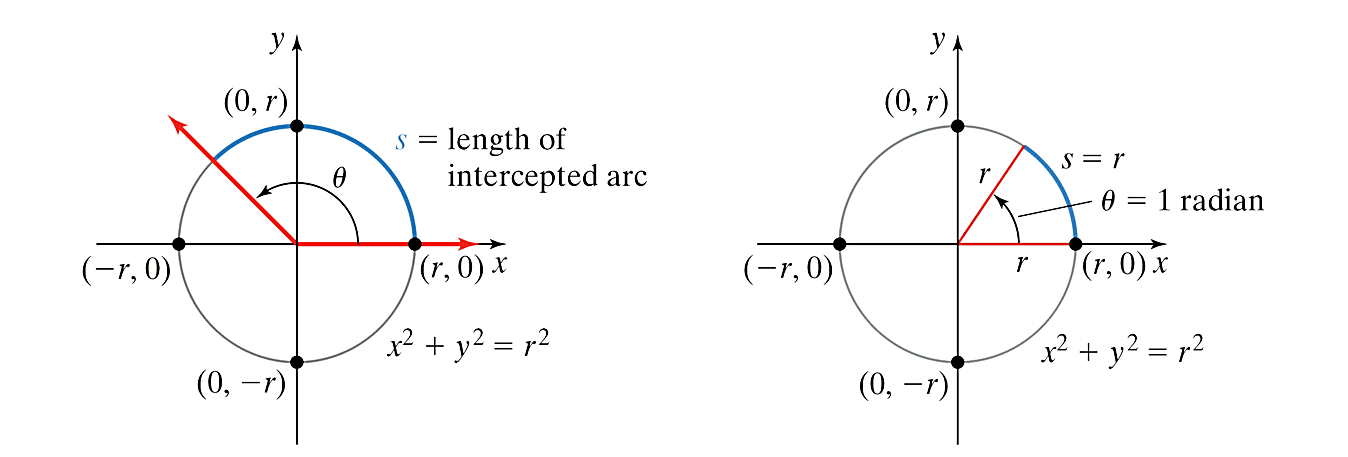 y
(0, r)
s = length of
intercepted arc
θ
(−r, 0)
(r, 0) x
x² + y² = r²
(0, −r)
y
(0, r)
s = r
r
θ = 1 radian
(−r, 0)
r
(r, 0) x
x² + y² = r²
(0, −r)